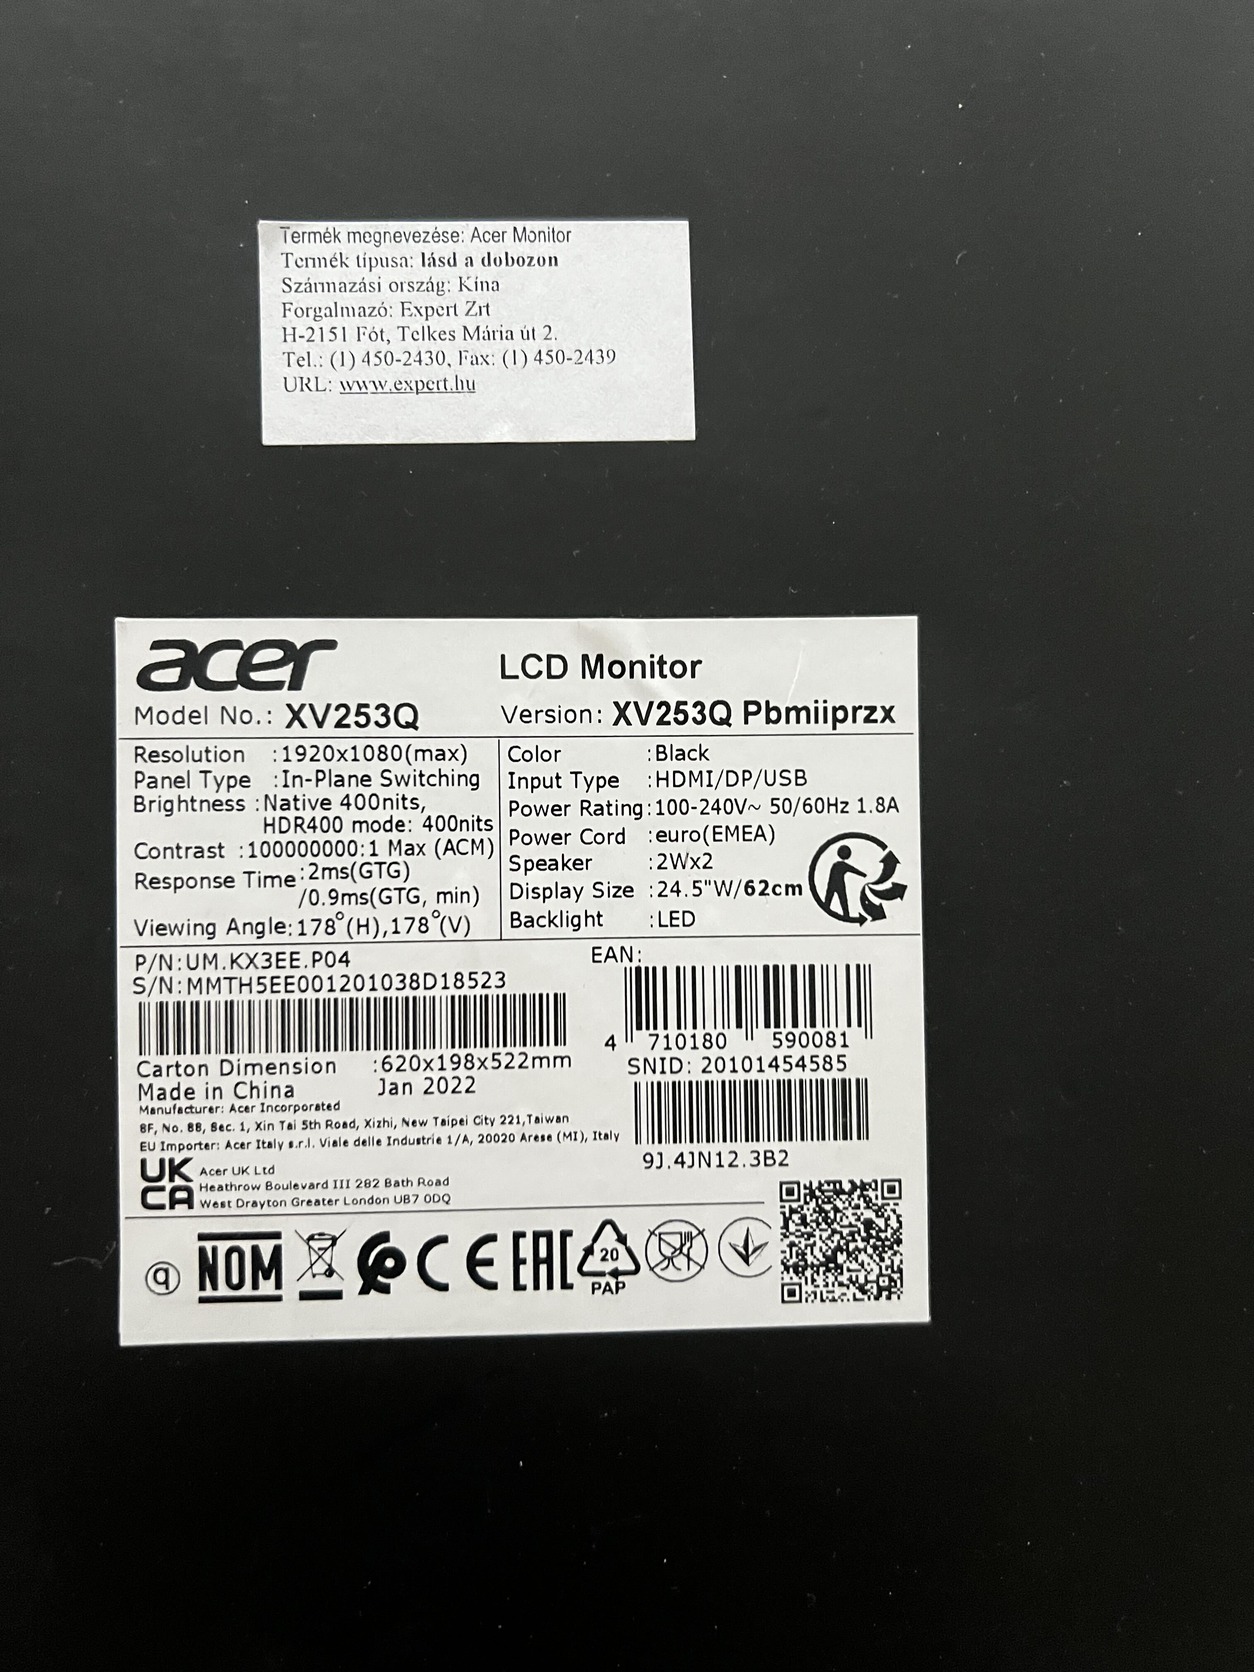 Termék megnevezése: Acer Monitor
Termék típusa: lásd a dobozon
Származási ország: Kína
Forgalmazó: Expert Zrt
H-2151 Fót, Telkes Mária út 2.
Tel.: (1) 450-2430, Fax: (1) 450-2439
URL: www.expert.hu
acer
LCD Monitor
Model No.: XV253Q
Version: XV253Q Pbmiiprzx
Resolution :1920x1080(max)
Panel Type :In-Plane Switching
Brightness :Native 400nits,
HDR400 mode: 400nits
Contrast :100000000:1 Max (ACM)
Response Time:2ms(GTG)
/0.9ms(GTG, min)
Viewing Angle:178°(H),178°(V)
Color :Black
Input Type :HDMI/DP/USB
Power Rating:100-240V~ 50/60Hz 1.8A
Power Cord :euro(EMEA)
Speaker :2Wx2
Display Size :24.5"W/62cm
Backlight :LED
P/N:UM.KX3EE.P04
S/N:MMTH5EE001201038D18523
Carton Dimension :620x198x522mm
Made in China Jan 2022
Manufacturer: Acer Incorporated
8F, No. 88, Sec. 1, Xin Tai 5th Road, Xizhi, New Taipei City 221,Taiwan
EU Importer: Acer Italy s.r.l. Viale delle Industrie 1/A, 20020 Arese (MI), Italy
UK
CA
Acer UK Ltd
Heathrow Boulevard III 282 Bath Road
West Drayton Greater London UB7 0DQ
EAN:
4 710180 590081
SNID: 20101454585
9J.4JN12.3B2
q NOM CE EAC 20
PAP